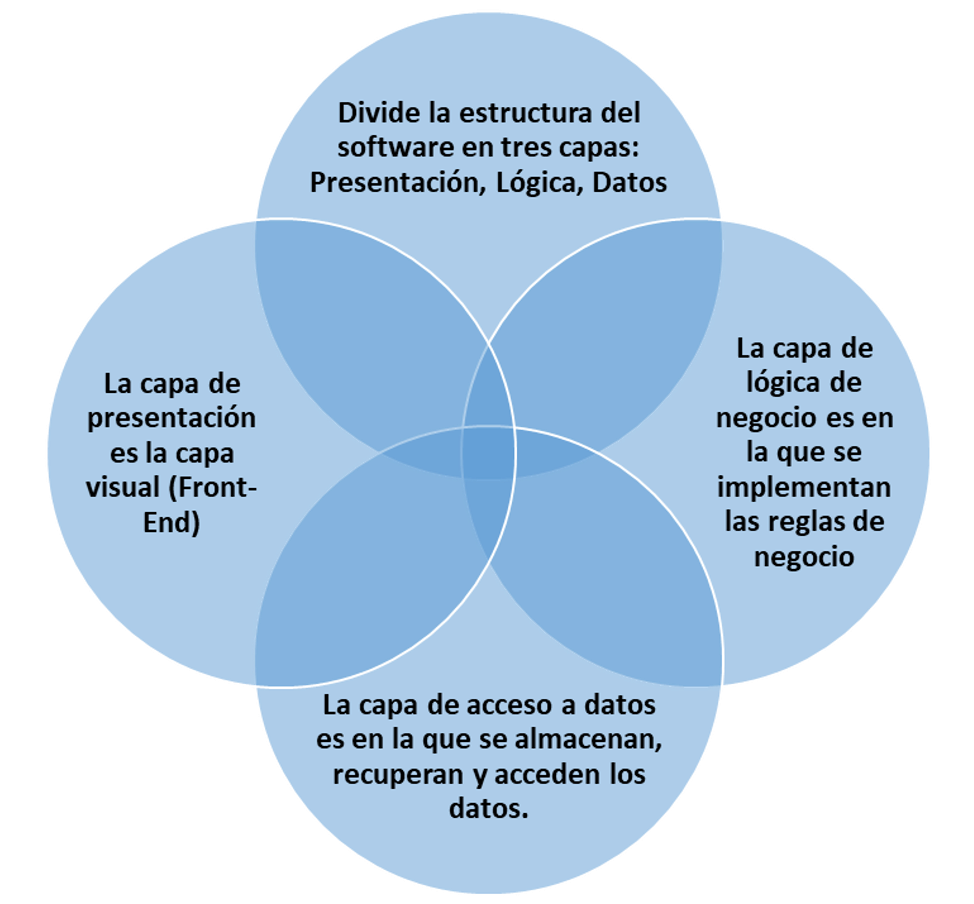 Divide la estructura del
software en tres capas:
Presentación, Lógica, Datos
La capa de
presentación
es la capa
visual (Front-
End)
La capa de
lógica de
negocio es en
la que se
implementan
las reglas de
negocio
La capa de acceso a datos
es en la que se almacenan,
recuperan y acceden los
datos.